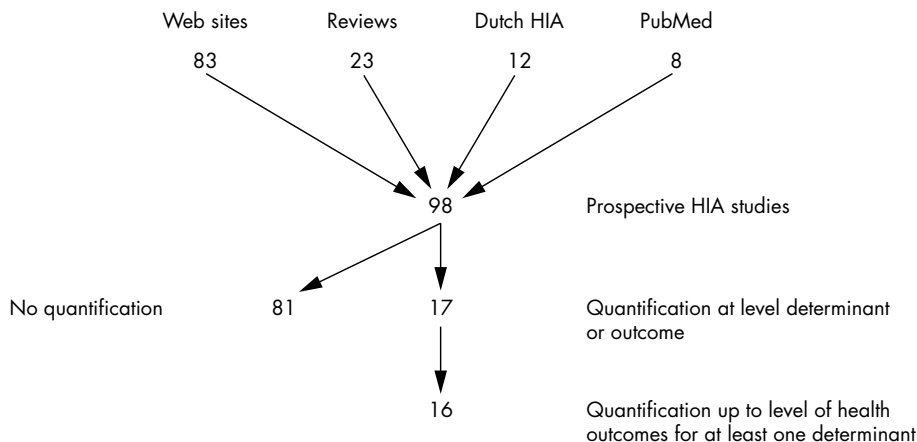 Web sites Reviews Dutch HIA PubMed
83 23 12 8
98 Prospective HIA studies
No quantification 81 17 Quantification at level determinant
or outcome
16 Quantification up to level of health
outcomes for at least one determinant